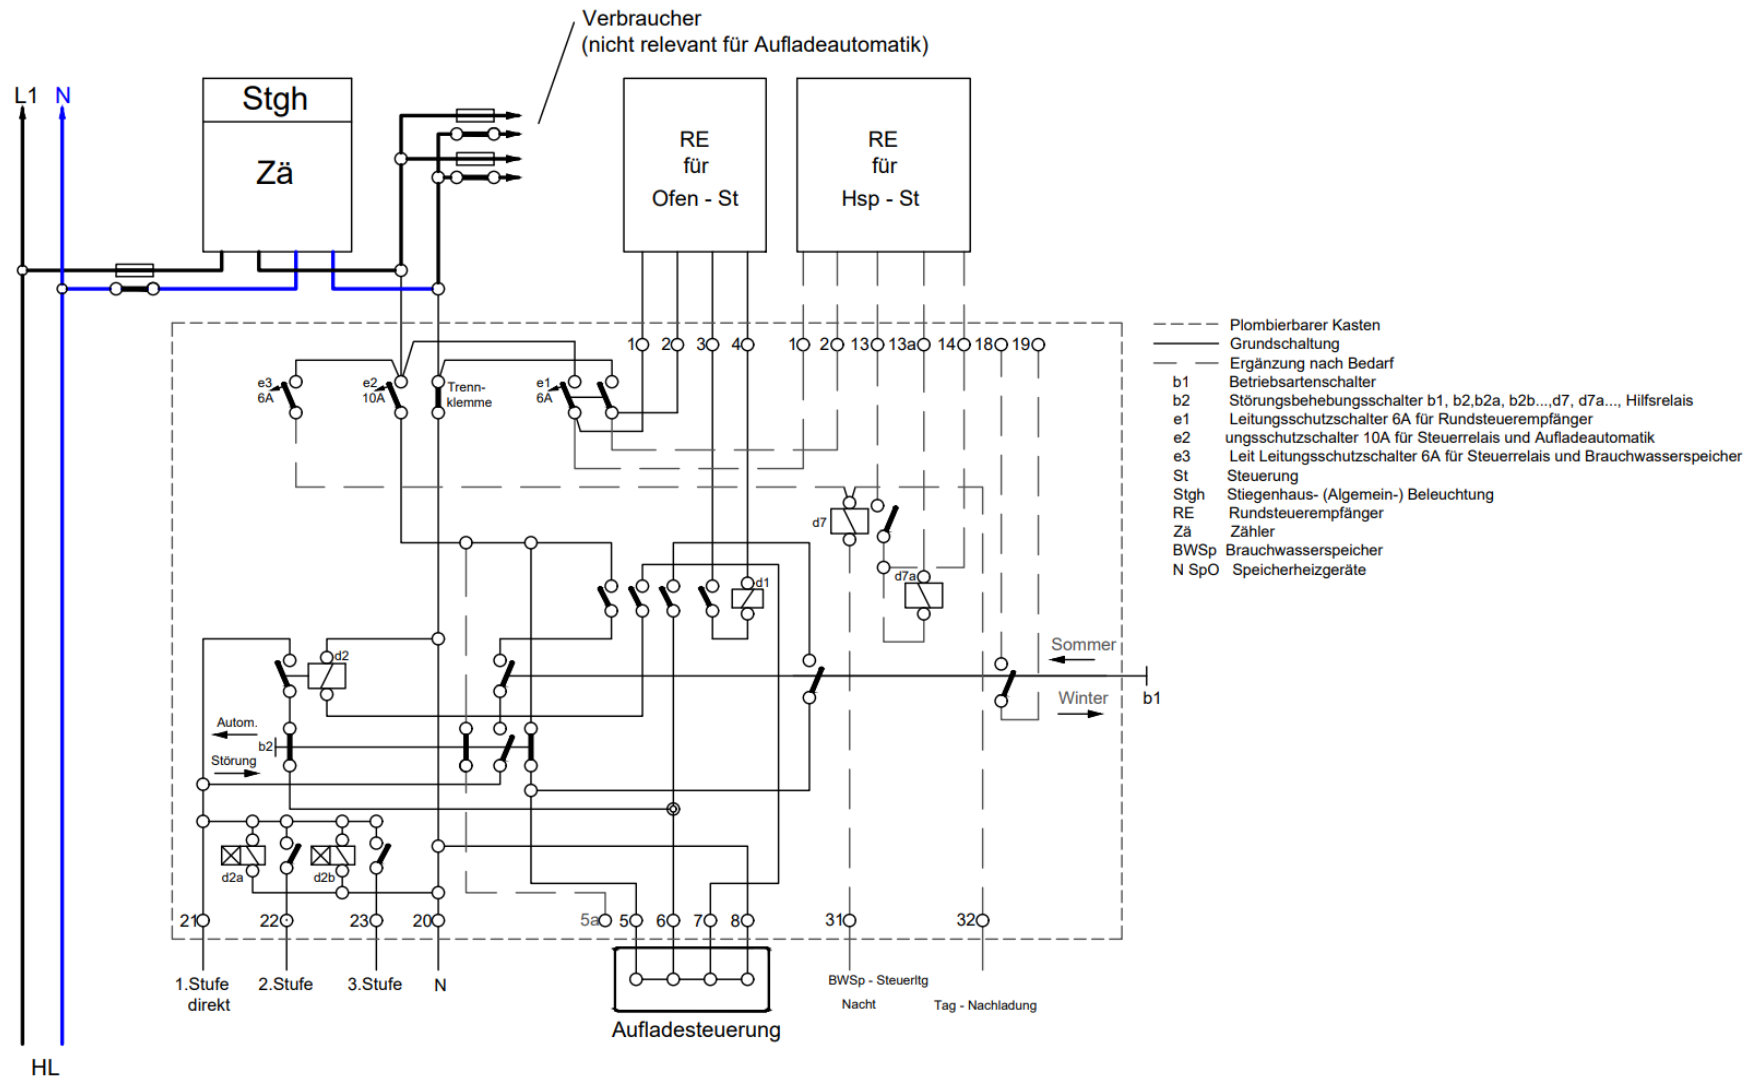 Verbraucher
(nicht relevant für Aufladeautomatik)
L1 N
Stgh
Zä
RE
für
Ofen - St
RE
für
Hsp - St
1 2 3 4 1 2 13 13a 14 18 19
Plombierbarer Kasten
Grundschaltung
Ergänzung nach Bedarf
b1 Betriebsartenschalter
b2 Störungsbehebungsschalter b1, b2,b2a, b2b...,d7, d7a..., Hilfsrelais
e1 Leitungsschutzschalter 6A für Rundsteuerempfänger
e2 ungsschutzschalter 10A für Steuerrelais und Aufladeautomatik
e3 Leit Leitungsschutzschalter 6A für Steuerrelais und Brauchwasserspeicher
St Steuerung
Stgh Stiegenhaus- (Algemein-) Beleuchtung
RE Rundsteuerempfänger
Zä Zähler
BWSp Brauchwasserspeicher
N SpO Speicherheizgeräte
e3
6A
e2
10A
Trenn-
klemme
e1
6A
d7
d7a
d1
d2
Sommer
Winter
b1
Autom.
b2
Störung
d2a
d2b
21 22 23 20 5a 5 6 7 8 31 32
1.Stufe
direkt
2.Stufe
3.Stufe
N
Aufladesteuerung
BWSp - Steuerltg
Nacht
Tag - Nachladung
HL